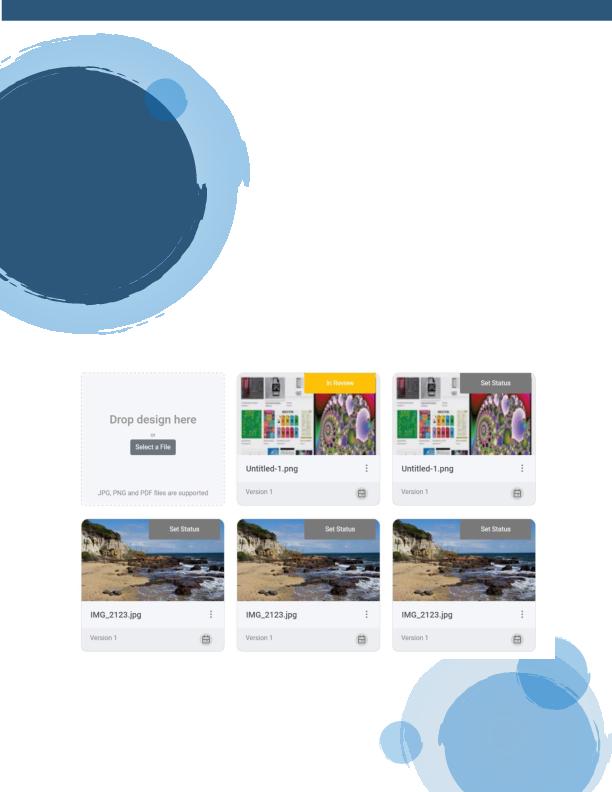 Drop design here
or
Select a File
JPG, PNG and PDF files are supported
In Review
Untitled-1.png
Version 1
Set Status
Untitled-1.png
Version 1
Set Status
IMG_2123.jpg
Version 1
Set Status
IMG_2123.jpg
Version 1
Set Status
IMG_2123.jpg
Version 1